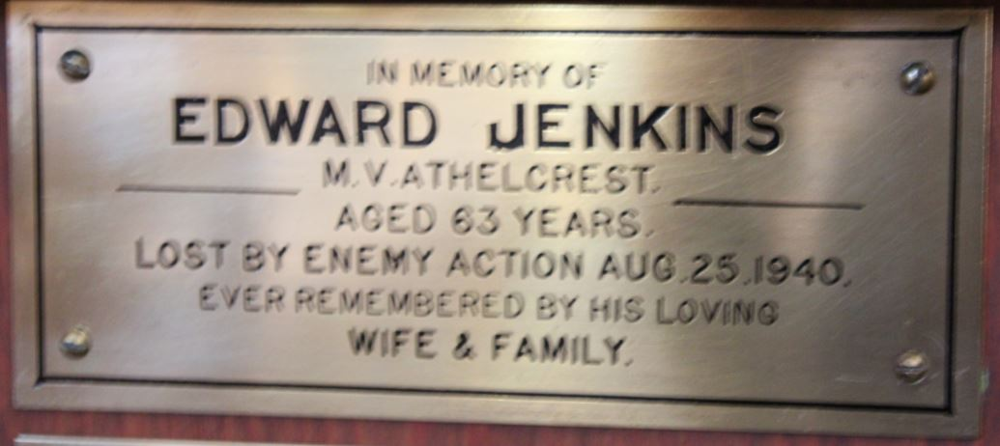 IN MEMORY OF
EDWARD JENKINS
M.V. ATHELCREST.
AGED 63 YEARS.
LOST BY ENEMY ACTION AUG. 25. 1940.
EVER REMEMBERED BY HIS LOVING
WIFE & FAMILY.